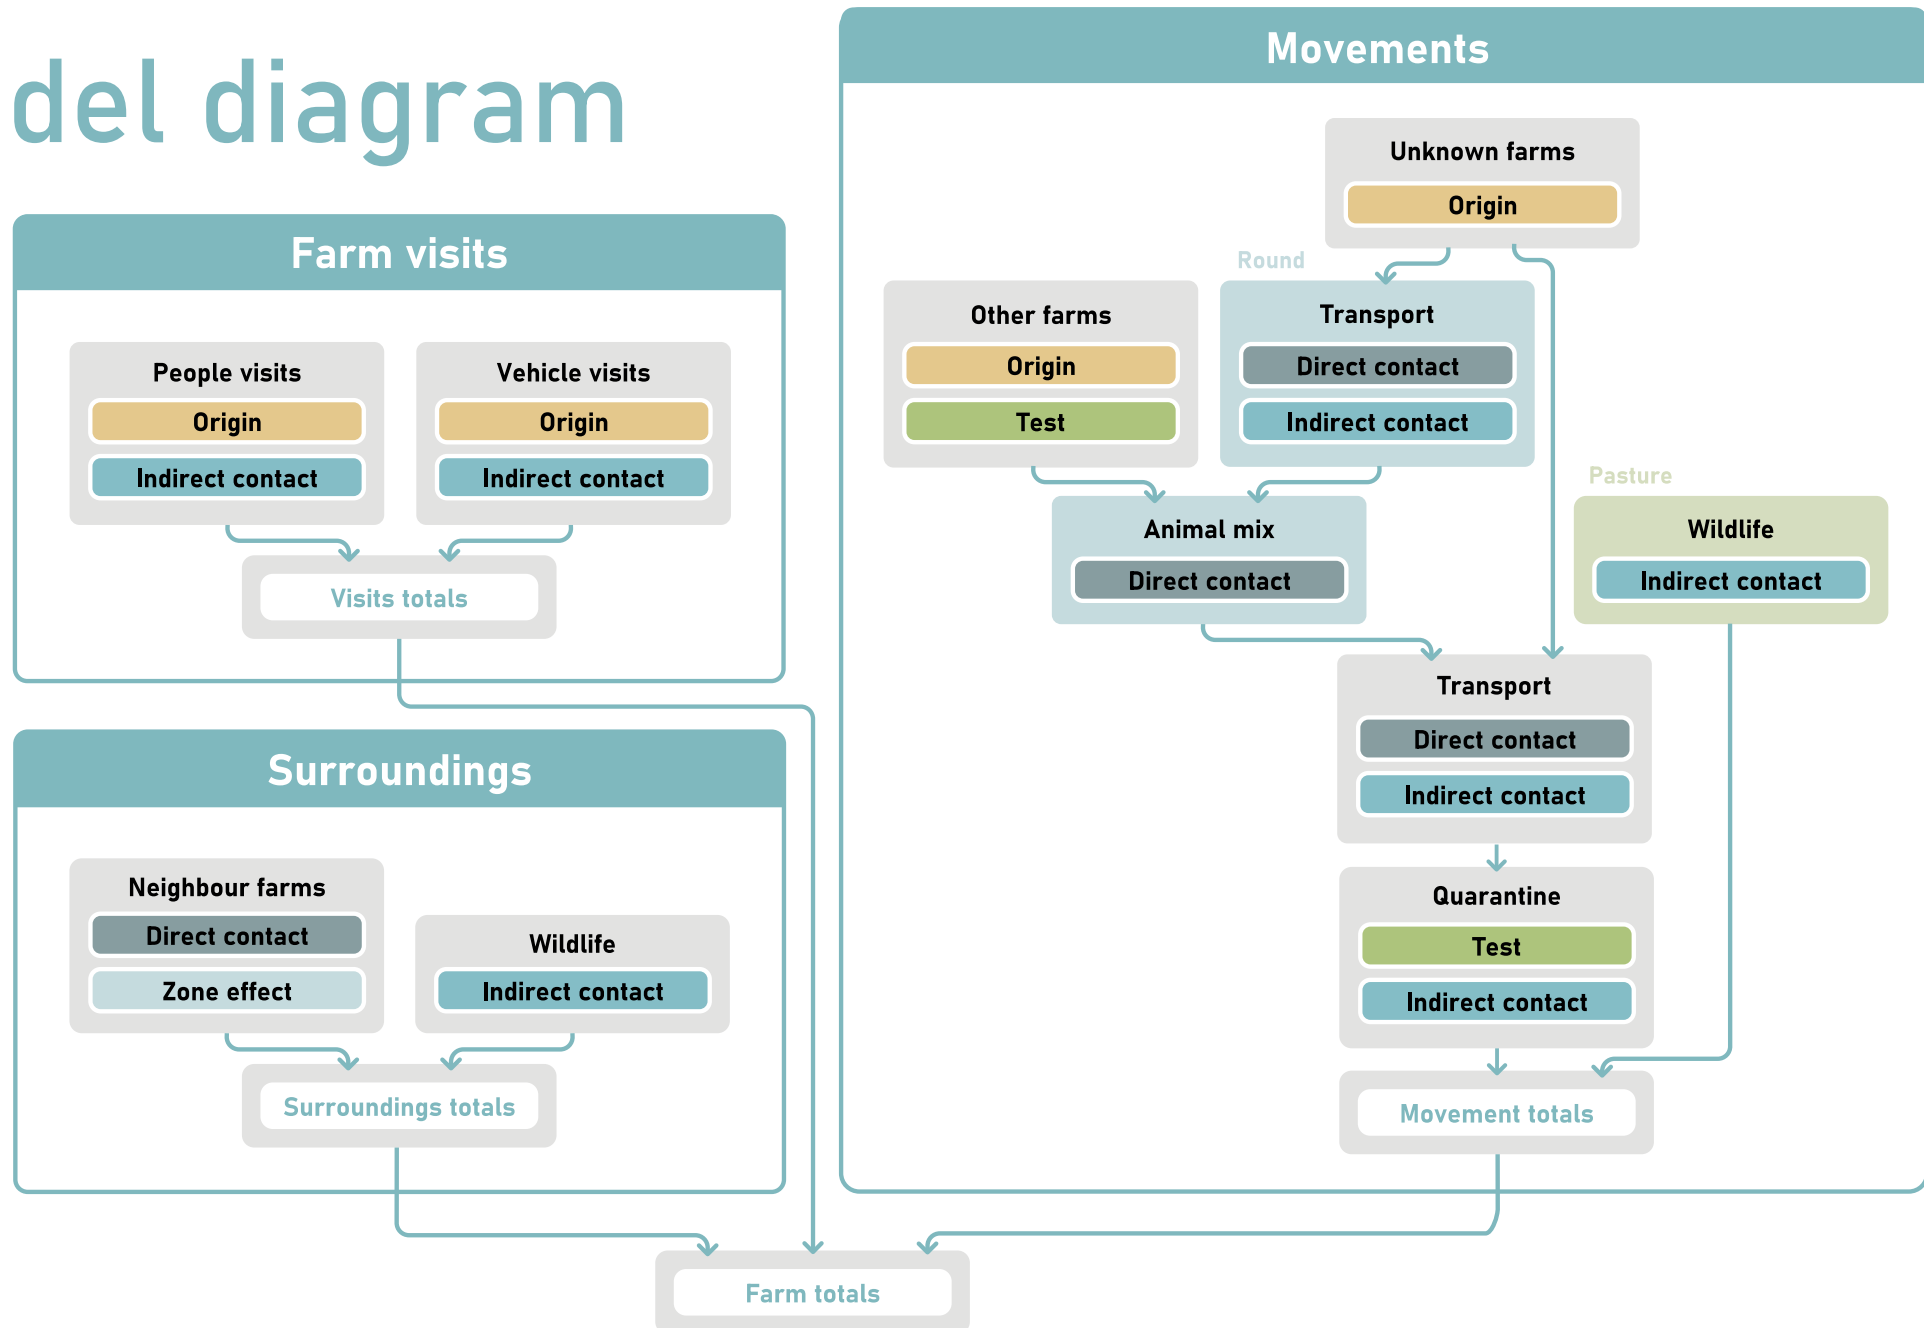 del diagram
Farm visits
People visits
Origin
Indirect contact
Vehicle visits
Origin
Indirect contact
Visits totals
Surroundings
Neighbour farms
Direct contact
Zone effect
Wildlife
Indirect contact
Surroundings totals
Movements
Unknown farms
Origin
Other farms
Origin
Test
Round
Transport
Direct contact
Indirect contact
Animal mix
Direct contact
Pasture
Wildlife
Indirect contact
Transport
Direct contact
Indirect contact
Quarantine
Test
Indirect contact
Movement totals
Farm totals